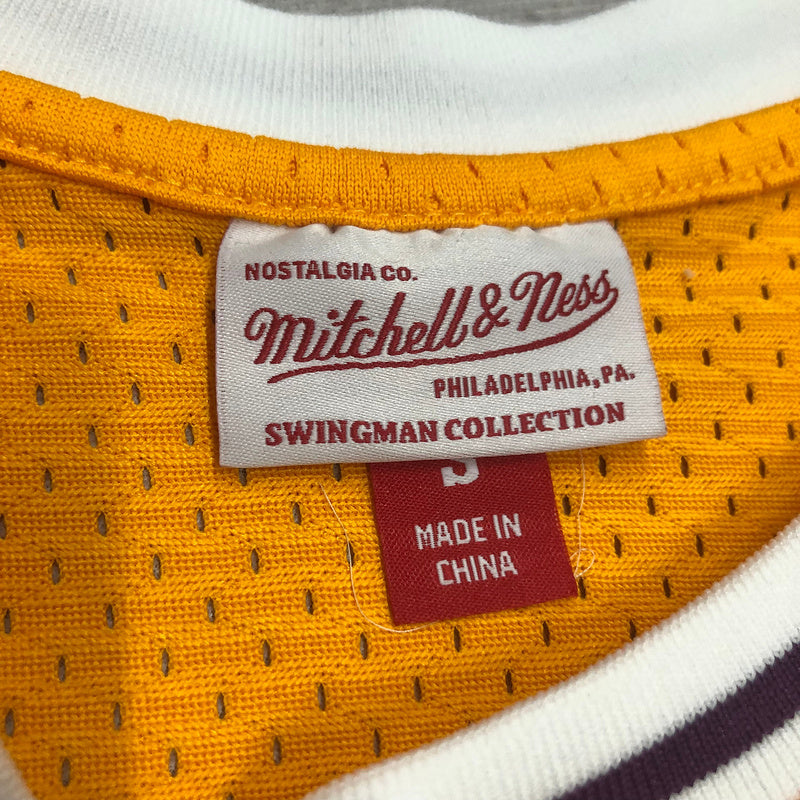 NOSTALGIA CO.
Mitchell & Ness
PHILADELPHIA, PA.
SWINGMAN COLLECTION
S
MADE IN
CHINA